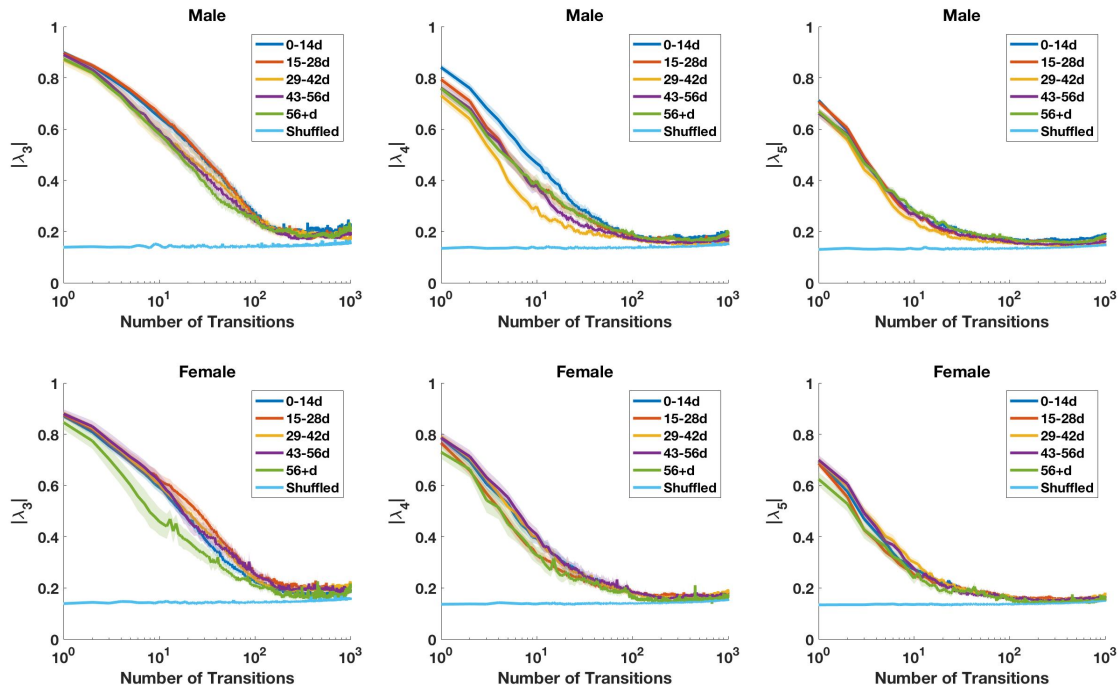 Male
|λ3|
1
0.8
0.6
0.4
0.2
0
0-14d
15-28d
29-42d
43-56d
56+d
Shuffled
10^0 10^1 10^2 10^3
Number of Transitions
Male
|λ4|
1
0.8
0.6
0.4
0.2
0
0-14d
15-28d
29-42d
43-56d
56+d
Shuffled
10^0 10^1 10^2 10^3
Number of Transitions
Male
|λ5|
1
0.8
0.6
0.4
0.2
0
0-14d
15-28d
29-42d
43-56d
56+d
Shuffled
10^0 10^1 10^2 10^3
Number of Transitions
Female
|λ3|
1
0.8
0.6
0.4
0.2
0
0-14d
15-28d
29-42d
43-56d
56+d
Shuffled
10^0 10^1 10^2 10^3
Number of Transitions
Female
|λ4|
1
0.8
0.6
0.4
0.2
0
0-14d
15-28d
29-42d
43-56d
56+d
Shuffled
10^0 10^1 10^2 10^3
Number of Transitions
Female
|λ5|
1
0.8
0.6
0.4
0.2
0
0-14d
15-28d
29-42d
43-56d
56+d
Shuffled
10^0 10^1 10^2 10^3
Number of Transitions